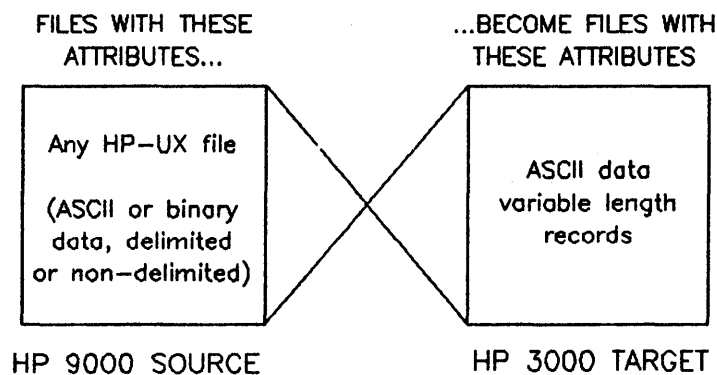 FILES WITH THESE
ATTRIBUTES...
...BECOME FILES WITH
THESE ATTRIBUTES
Any HP-UX file
(ASCII or binary
data, delimited
or non-delimited)
ASCII data
variable length
records
HP 9000 SOURCE
HP 3000 TARGET